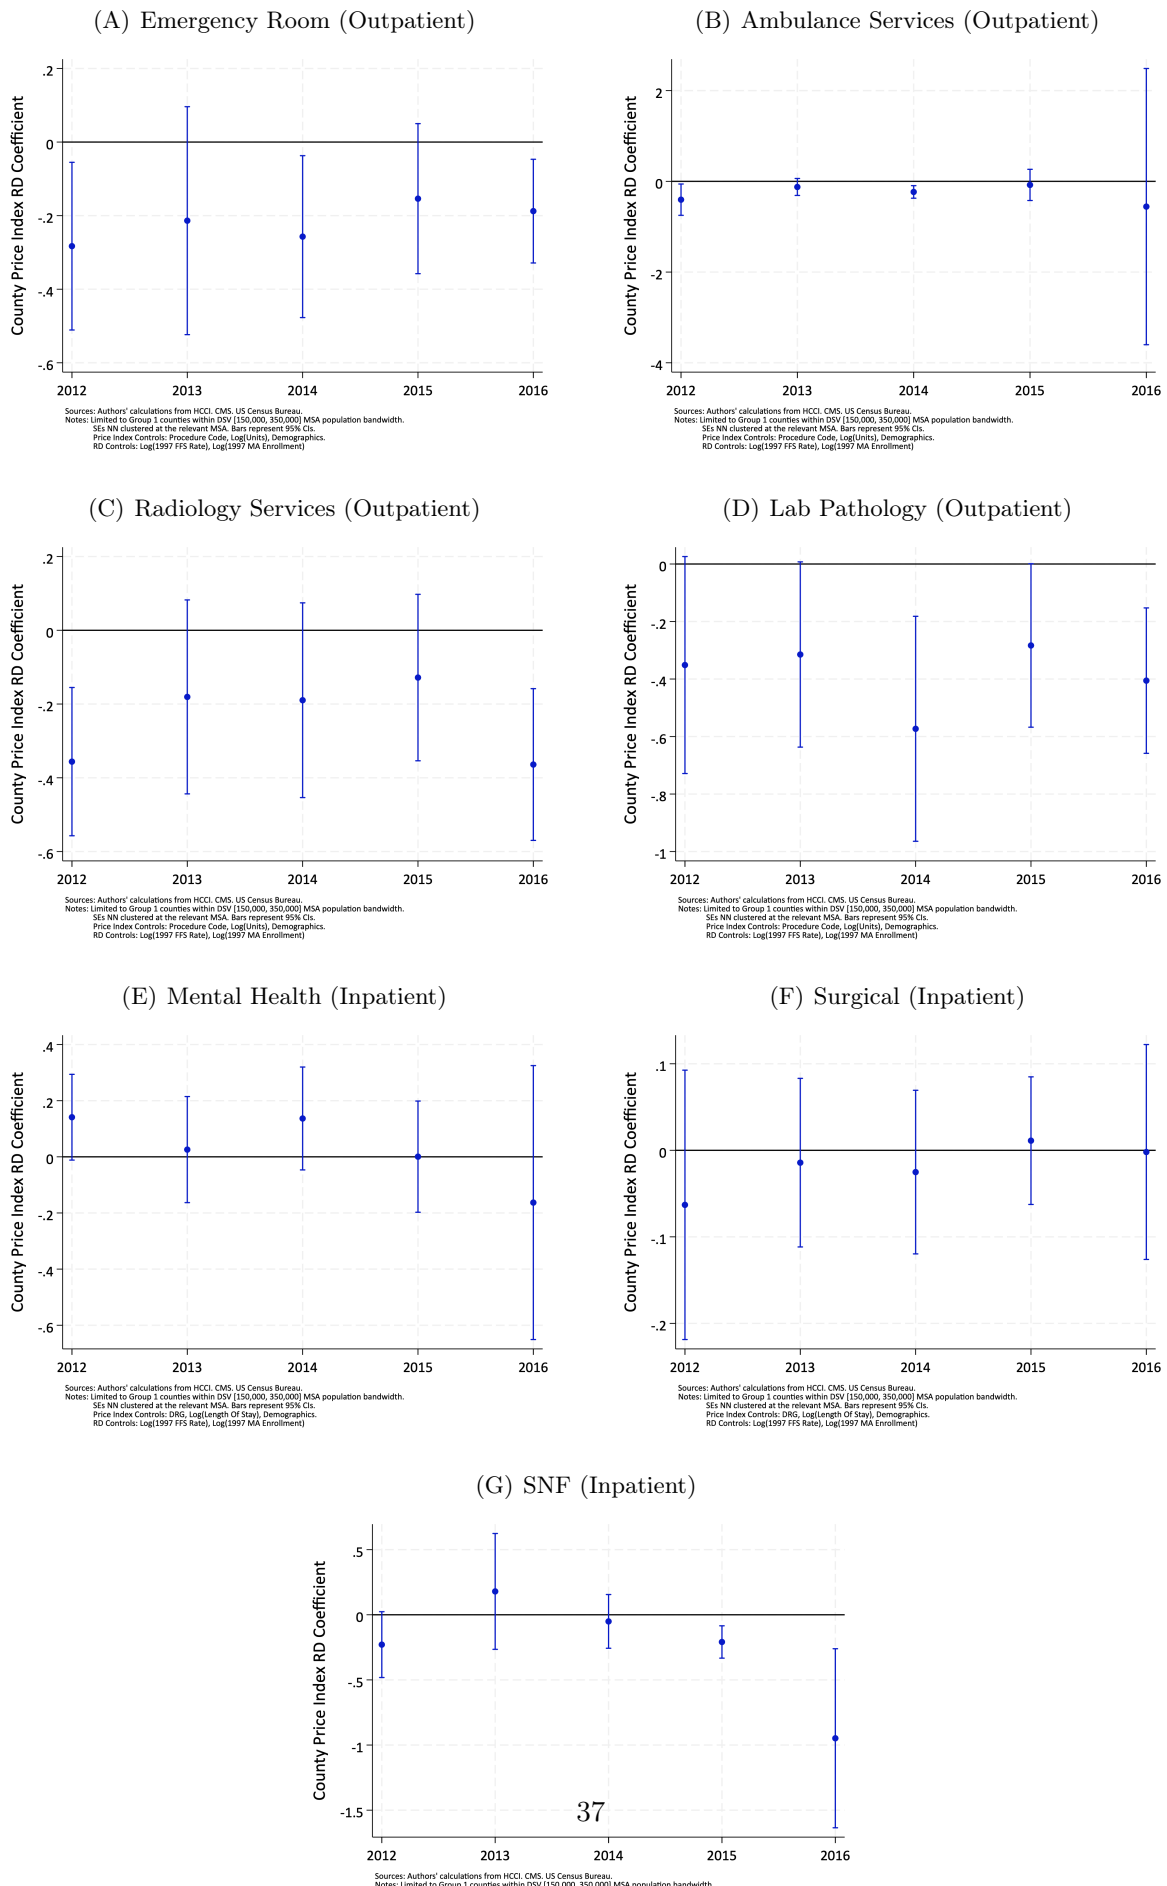 (A) Emergency Room (Outpatient)
County Price Index RD Coefficient
.2
0
-.2
-.4
-.6
2012 2013 2014 2015 2016
Sources: Authors' calculations from HCCI. CMS. US Census Bureau.
Notes: Limited to Group 1 counties within DSV [150,000, 350,000] MSA population bandwidth.
SEs NN clustered at the relevant MSA. Bars represent 95% CIs.
Price Index Controls: Procedure Code, Log(Units), Demographics.
RD Controls: Log(1997 FFS Rate), Log(1997 MA Enrollment)
(B) Ambulance Services (Outpatient)
County Price Index RD Coefficient
2
0
-2
-4
2012 2013 2014 2015 2016
Sources: Authors' calculations from HCCI. CMS. US Census Bureau.
Notes: Limited to Group 1 counties within DSV [150,000, 350,000] MSA population bandwidth.
SEs NN clustered at the relevant MSA. Bars represent 95% CIs.
Price Index Controls: Procedure Code, Log(Units), Demographics.
RD Controls: Log(1997 FFS Rate), Log(1997 MA Enrollment)
(C) Radiology Services (Outpatient)
County Price Index RD Coefficient
.2
0
-.2
-.4
-.6
2012 2013 2014 2015 2016
Sources: Authors' calculations from HCCI. CMS. US Census Bureau.
Notes: Limited to Group 1 counties within DSV [150,000, 350,000] MSA population bandwidth.
SEs NN clustered at the relevant MSA. Bars represent 95% CIs.
Price Index Controls: Procedure Code, Log(Units), Demographics.
RD Controls: Log(1997 FFS Rate), Log(1997 MA Enrollment)
(D) Lab Pathology (Outpatient)
County Price Index RD Coefficient
0
-.2
-.4
-.6
-.8
-1
2012 2013 2014 2015 2016
Sources: Authors' calculations from HCCI. CMS. US Census Bureau.
Notes: Limited to Group 1 counties within DSV [150,000, 350,000] MSA population bandwidth.
SEs NN clustered at the relevant MSA. Bars represent 95% CIs.
Price Index Controls: Procedure Code, Log(Units), Demographics.
RD Controls: Log(1997 FFS Rate), Log(1997 MA Enrollment)
(E) Mental Health (Inpatient)
County Price Index RD Coefficient
.4
.2
0
-.2
-.4
-.6
2012 2013 2014 2015 2016
Sources: Authors' calculations from HCCI. CMS. US Census Bureau.
Notes: Limited to Group 1 counties within DSV [150,000, 350,000] MSA population bandwidth.
SEs NN clustered at the relevant MSA. Bars represent 95% CIs.
Price Index Controls: DRG, Log(Length Of Stay), Demographics.
RD Controls: Log(1997 FFS Rate), Log(1997 MA Enrollment)
(F) Surgical (Inpatient)
County Price Index RD Coefficient
.1
0
-.1
-.2
2012 2013 2014 2015 2016
Sources: Authors' calculations from HCCI. CMS. US Census Bureau.
Notes: Limited to Group 1 counties within DSV [150,000, 350,000] MSA population bandwidth.
SEs NN clustered at the relevant MSA. Bars represent 95% CIs.
Price Index Controls: DRG, Log(Length Of Stay), Demographics.
RD Controls: Log(1997 FFS Rate), Log(1997 MA Enrollment)
(G) SNF (Inpatient)
County Price Index RD Coefficient
.5
0
-.5
-1
-1.5
37
2012 2013 2014 2015 2016
Sources: Authors' calculations from HCCI. CMS. US Census Bureau.
Notes: Limited to Group 1 counties within DSV [150,000, 350,000] MSA population bandwidth.